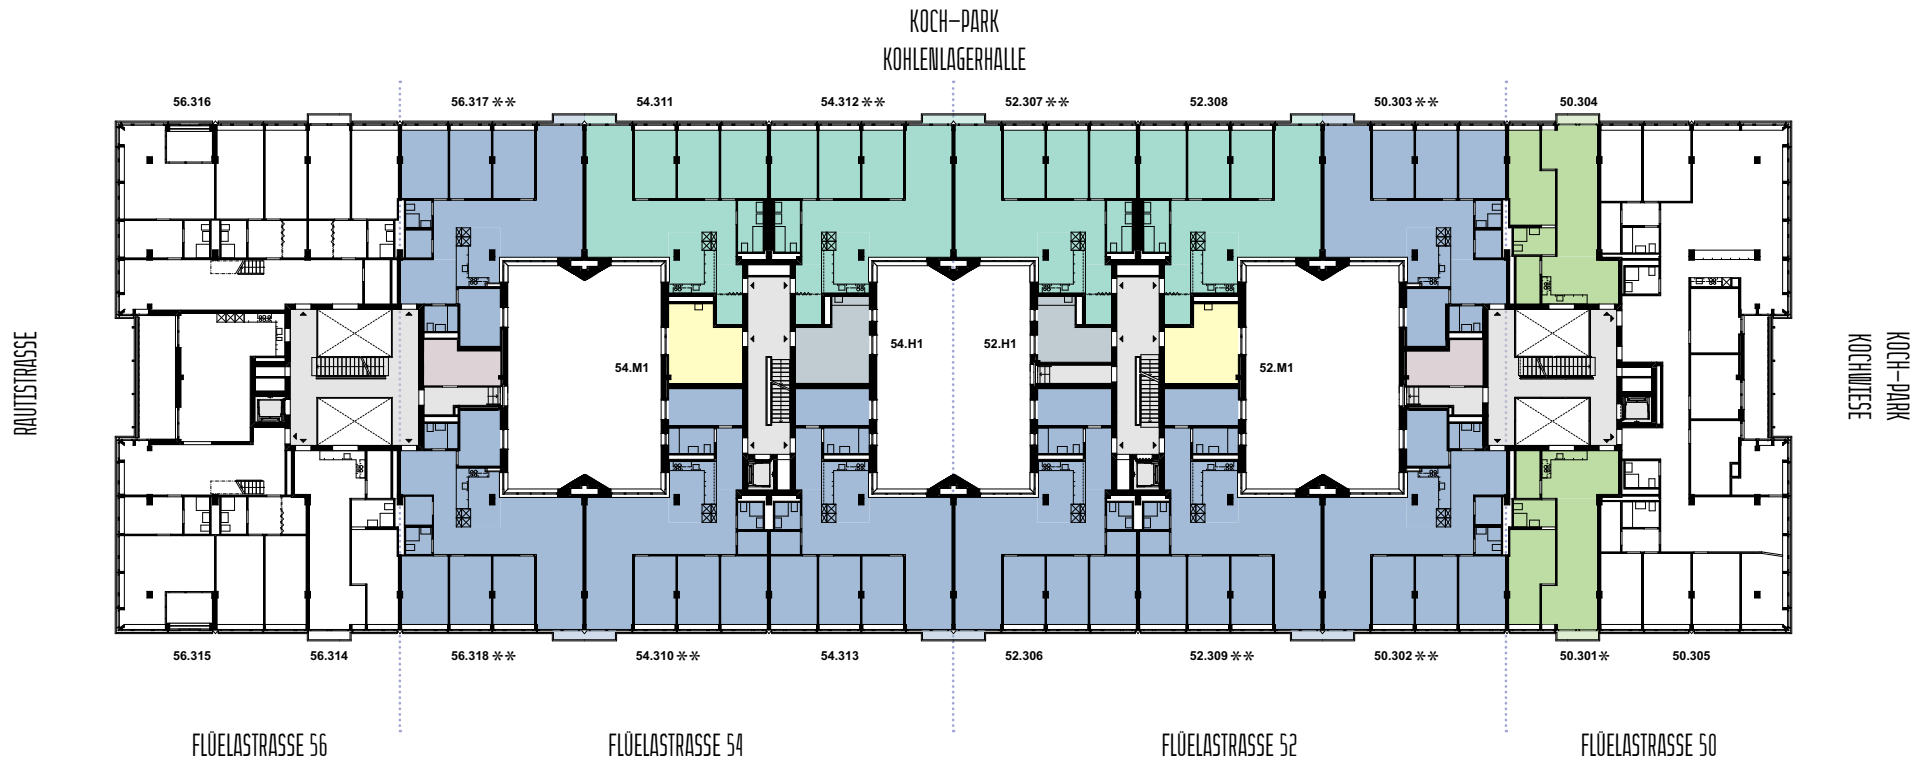 KOCH–PARK
KOHLENLAGERHALLE
56.316
56.317 **
54.311
54.312 **
52.307 **
52.308
50.303 **
50.304
RAUTISTRASSE
54.M1
54.H1
52.H1
52.M1
KOCH–PARK
KOCHWIESE
56.315
56.314
56.318 **
54.310 **
54.313
52.306
52.309 **
50.302 **
50.301*
50.305
FLÜELASTRASSE 56
FLÜELASTRASSE 54
FLÜELASTRASSE 52
FLÜELASTRASSE 50